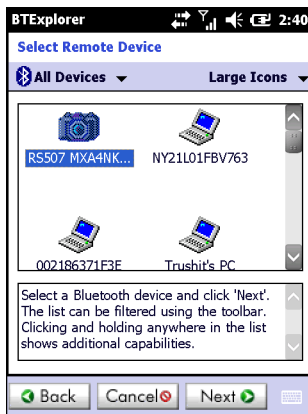 BTExplorer 2:40
Select Remote Device
All Devices Large Icons
RS507 MXA4NK... NY21L01FBV763
002186371F3E Trushit's PC
Select a Bluetooth device and click 'Next'.
The list can be filtered using the toolbar.
Clicking and holding anywhere in the list
shows additional capabilities.
Back Cancel Next